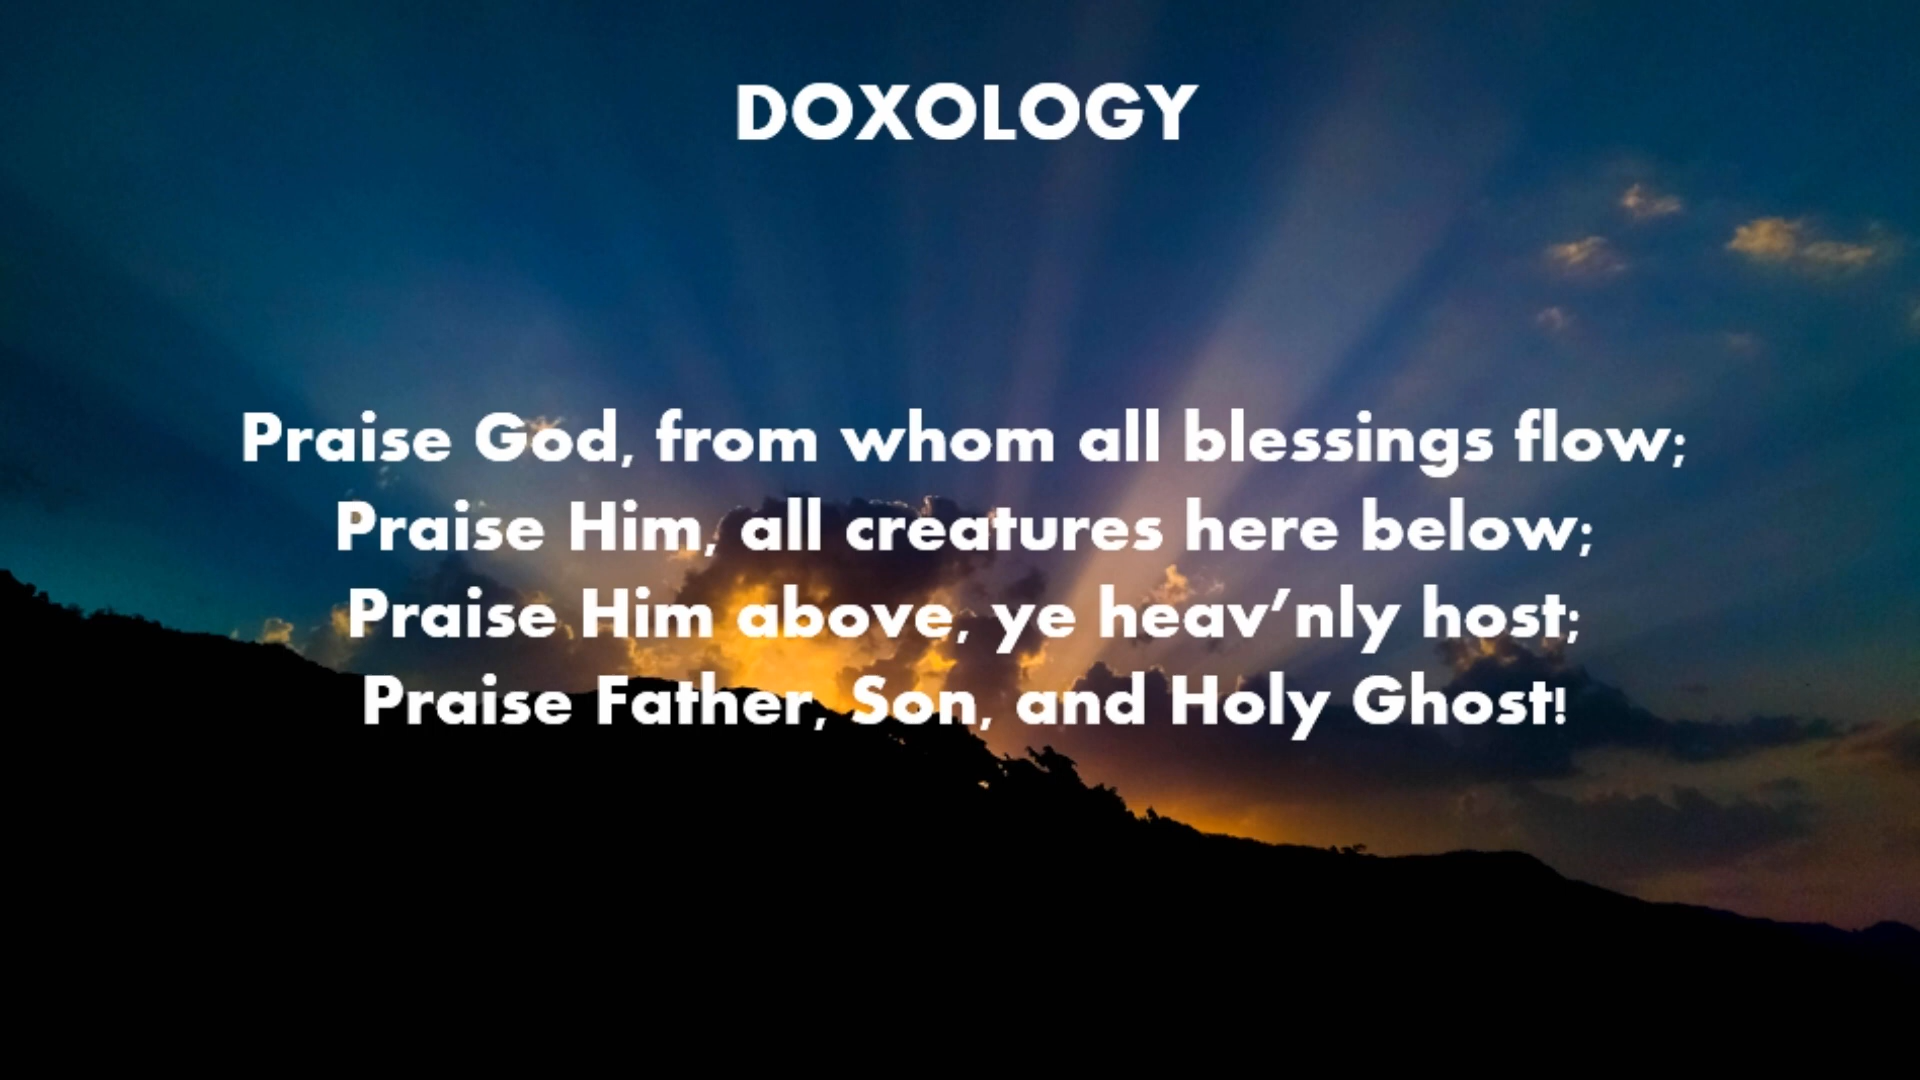 DOXOLOGY
Praise God, from whom all blessings flow;
Praise Him, all creatures here below;
Praise Him above, ye heav’nly host;
Praise Father, Son, and Holy Ghost!